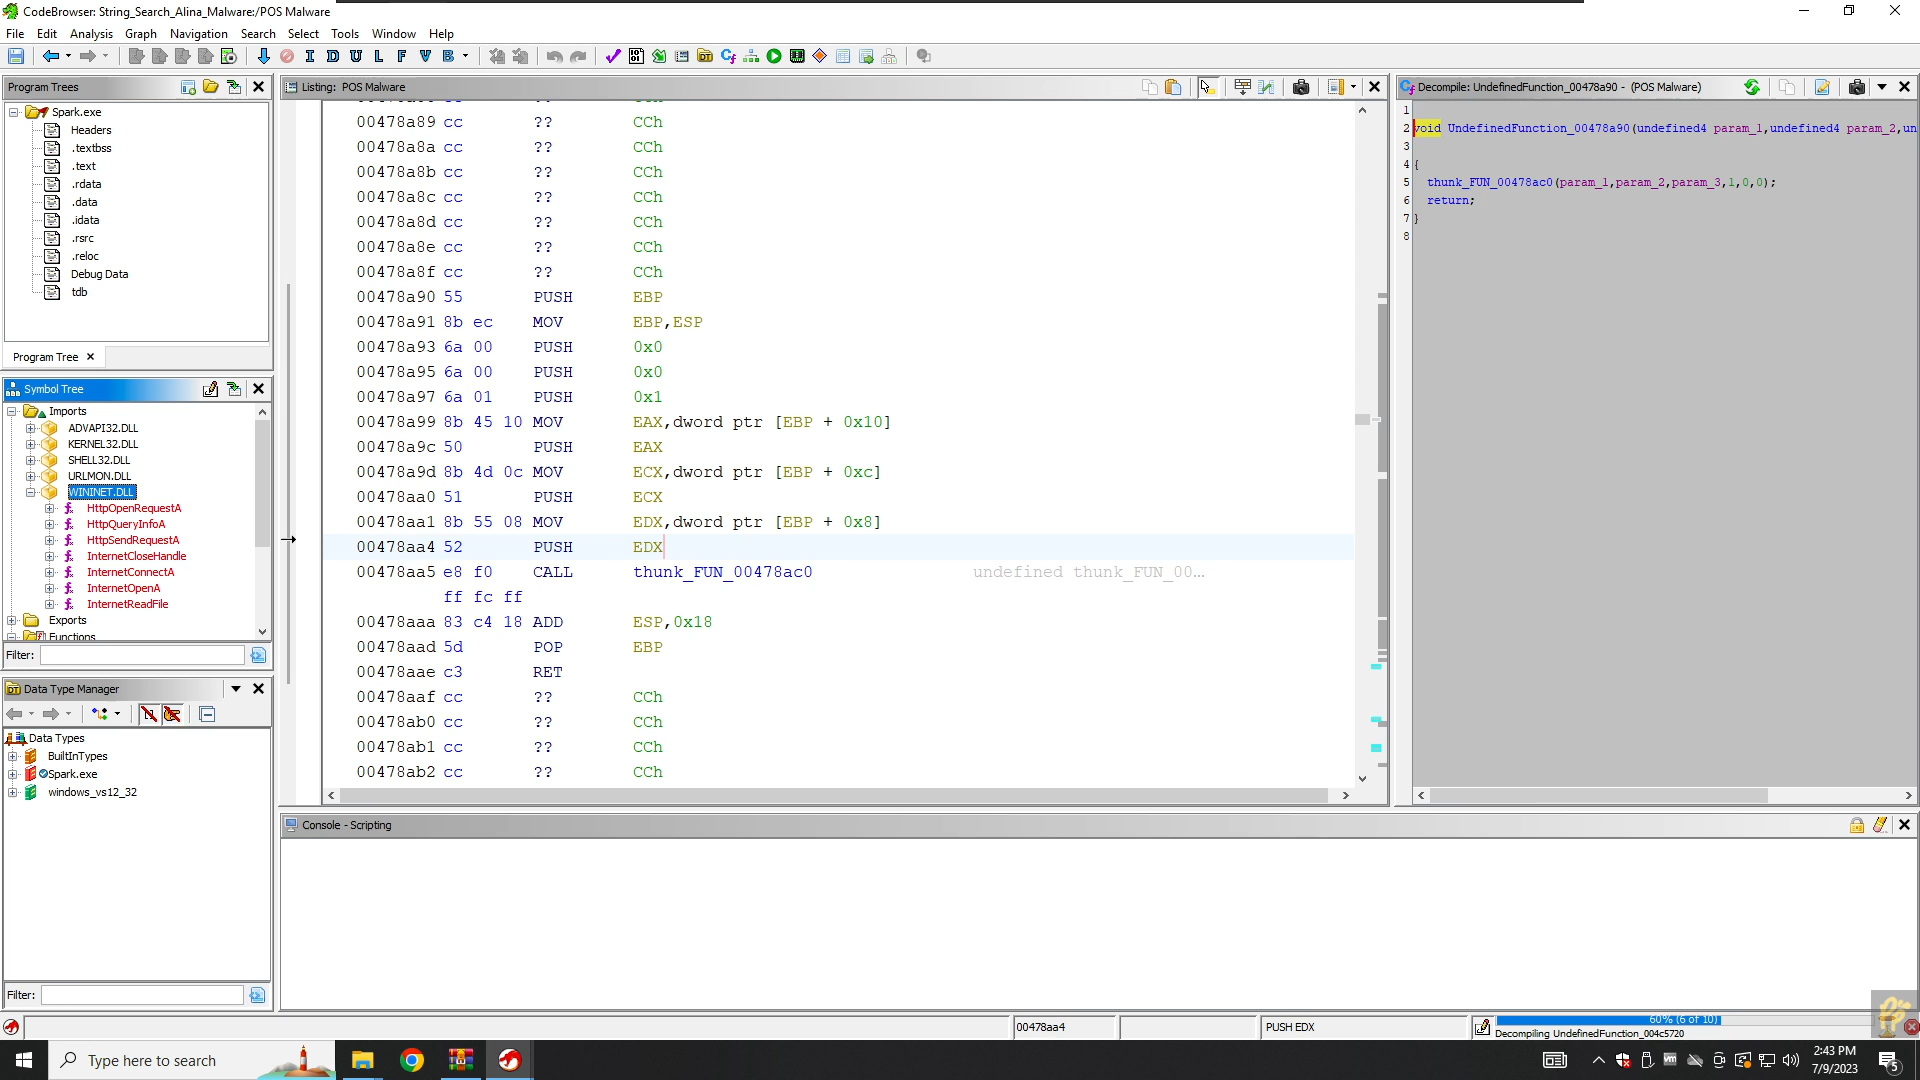 CodeBrowser: String_Search_Alina_Malware:/POS Malware
File Edit Analysis Graph Navigation Search Select Tools Window Help
I D U L F V B
Program Trees
Spark.exe
Headers
.textbss
.text
.rdata
.data
.idata
.rsrc
.reloc
Debug Data
tdb
Program Tree
Symbol Tree
Imports
ADVAPI32.DLL
KERNEL32.DLL
SHELL32.DLL
URLMON.DLL
WININET.DLL
HttpOpenRequestA
HttpQueryInfoA
HttpSendRequestA
InternetCloseHandle
InternetConnectA
InternetOpenA
InternetReadFile
Exports
Functions
Filter:
Data Type Manager
Data Types
BuiltInTypes
Spark.exe
windows_vs12_32
Filter:
Listing: POS Malware
00478a89 cc ?? CCh
00478a8a cc ?? CCh
00478a8b cc ?? CCh
00478a8c cc ?? CCh
00478a8d cc ?? CCh
00478a8e cc ?? CCh
00478a8f cc ?? CCh
00478a90 55 PUSH EBP
00478a91 8b ec MOV EBP,ESP
00478a93 6a 00 PUSH 0x0
00478a95 6a 00 PUSH 0x0
00478a97 6a 01 PUSH 0x1
00478a99 8b 45 10 MOV EAX,dword ptr [EBP + 0x10]
00478a9c 50 PUSH EAX
00478a9d 8b 4d 0c MOV ECX,dword ptr [EBP + 0xc]
00478aa0 51 PUSH ECX
00478aa1 8b 55 08 MOV EDX,dword ptr [EBP + 0x8]
00478aa4 52 PUSH EDX
00478aa5 e8 f0 CALL thunk_FUN_00478ac0 undefined thunk_FUN_00...
ff fc ff
00478aaa 83 c4 18 ADD ESP,0x18
00478aad 5d POP EBP
00478aae c3 RET
00478aaf cc ?? CCh
00478ab0 cc ?? CCh
00478ab1 cc ?? CCh
00478ab2 cc ?? CCh
Decompile: UndefinedFunction_00478a90 - (POS Malware)
1
2 void UndefinedFunction_00478a90(undefined4 param_1,undefined4 param_2,un
3
4 {
5 thunk_FUN_00478ac0(param_1,param_2,param_3,1,0,0);
6 return;
7 }
8
Console - Scripting
00478aa4
PUSH EDX
60% (6 of 10)
Decompiling UndefinedFunction_004c5720
Type here to search
2:43 PM
7/9/2023
5